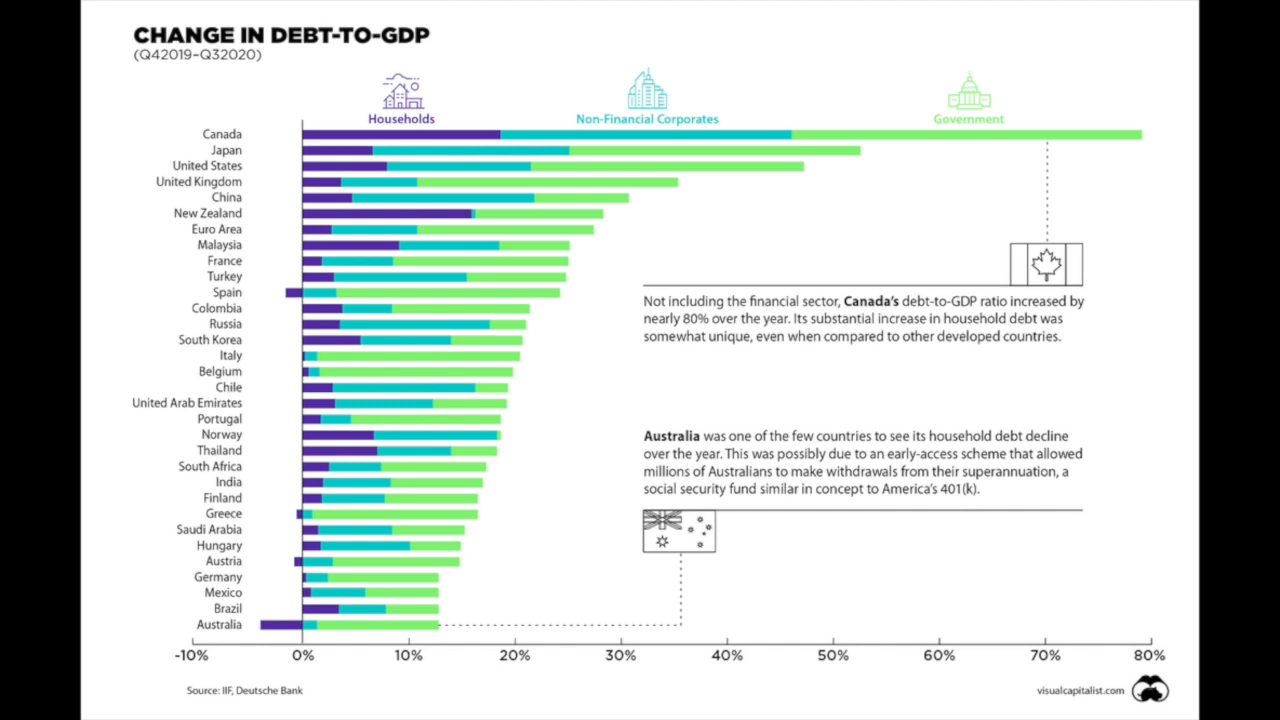 CHANGE IN DEBT-TO-GDP
(Q42019–Q32020)
Households
Non-Financial Corporates
Government
Canada
Japan
United States
United Kingdom
China
New Zealand
Euro Area
Malaysia
France
Turkey
Spain
Colombia
Russia
South Korea
Italy
Belgium
Chile
United Arab Emirates
Portugal
Norway
Thailand
South Africa
India
Finland
Greece
Saudi Arabia
Hungary
Austria
Germany
Mexico
Brazil
Australia
Not including the financial sector, Canada's debt-to-GDP ratio increased by
nearly 80% over the year. Its substantial increase in household debt was
somewhat unique, even when compared to other developed countries.
Australia was one of the few countries to see its household debt decline
over the year. This was possibly due to an early-access scheme that allowed
millions of Australians to make withdrawals from their superannuation, a
social security fund similar in concept to America's 401(k).
-10% 0% 10% 20% 30% 40% 50% 60% 70% 80%
Source: IIF, Deutsche Bank
visualcapitalist.com